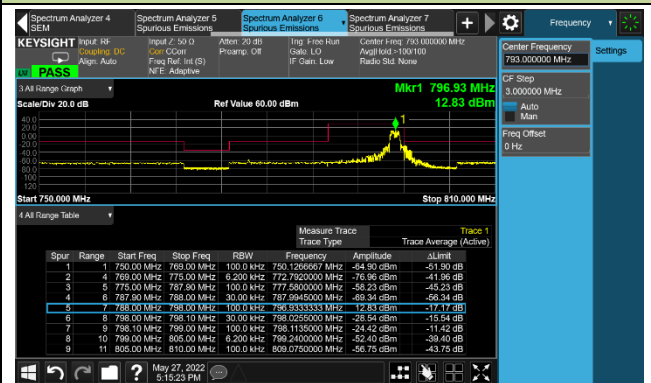 Spectrum Analyzer 4
SEM
Spectrum Analyzer 5
Spurious Emissions
Spectrum Analyzer 6
Spurious Emissions
Spectrum Analyzer 7
Spurious Emissions
Frequency
KEYSIGHT
Input: RF
Coupling: DC
Align: Auto
Input Z: 50 Ω
Corr CCorr
Freq Ref: Int (S)
NFE: Adaptive
Atten: 20 dB
Preamp: Off
Trig: Free Run
Gate: LO
IF Gain: Low
Center Freq: 793.000000 MHz
Avg|Hold:>100/100
Radio Std: None
PASS
3 All Range Graph
Mkr1 796.93 MHz
Scale/Div 20.0 dB
Ref Value 60.00 dBm
12.83 dBm
40.0
20.0
0.00
-20.0
-40.0
-60.0
-80.0
-100
-120
1
Start 750.000 MHz
Stop 810.000 MHz
4 All Range Table
Measure Trace
Trace 1
Trace Type
Trace Average (Active)
Spur Range Start Freq Stop Freq RBW Frequency Amplitude ΔLimit
1 1 750.00 MHz 769.00 MHz 100.0 kHz 750.1266667 MHz -64.90 dBm -51.90 dB
2 4 769.00 MHz 775.00 MHz 6.200 kHz 772.7920000 MHz -76.96 dBm -41.96 dB
3 5 775.00 MHz 787.90 MHz 100.0 kHz 777.5800000 MHz -58.23 dBm -45.23 dB
4 6 787.90 MHz 788.00 MHz 30.00 kHz 787.9945000 MHz -69.34 dBm -56.34 dB
5 7 788.00 MHz 798.00 MHz 100.0 kHz 796.9333333 MHz 12.83 dBm -17.17 dB
6 8 798.00 MHz 798.10 MHz 30.00 kHz 798.0255000 MHz -28.54 dBm -15.54 dB
7 9 798.10 MHz 799.00 MHz 100.0 kHz 798.1135000 MHz -24.42 dBm -11.42 dB
8 10 799.00 MHz 805.00 MHz 6.200 kHz 799.2400000 MHz -52.40 dBm -39.40 dB
9 11 805.00 MHz 810.00 MHz 100.0 kHz 809.0750000 MHz -56.75 dBm -43.75 dB
Center Frequency
793.000000 MHz
Settings
CF Step
3.000000 MHz
Auto
Man
Freq Offset
0 Hz
May 27, 2022
5:15:23 PM